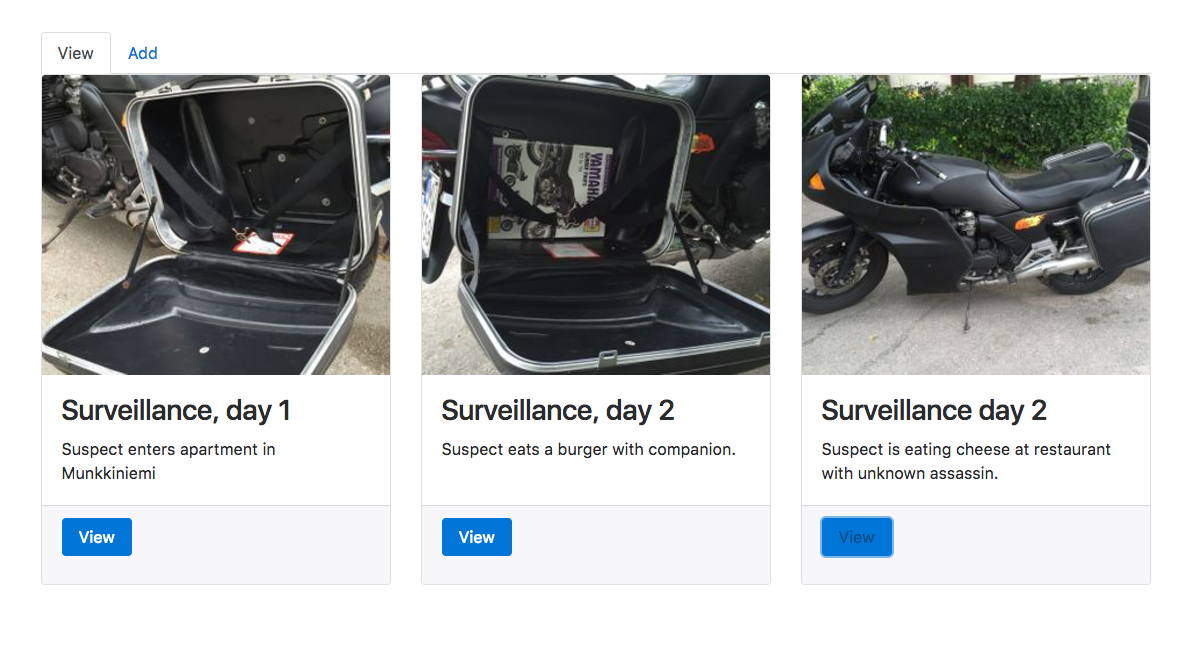 View
Add
YAMAHA
Surveillance, day 1
Suspect enters apartment in
Munkkiniemi
View
Surveillance, day 2
Suspect eats a burger with companion.
View
Surveillance day 2
Suspect is eating cheese at restaurant
with unknown assassin.
View